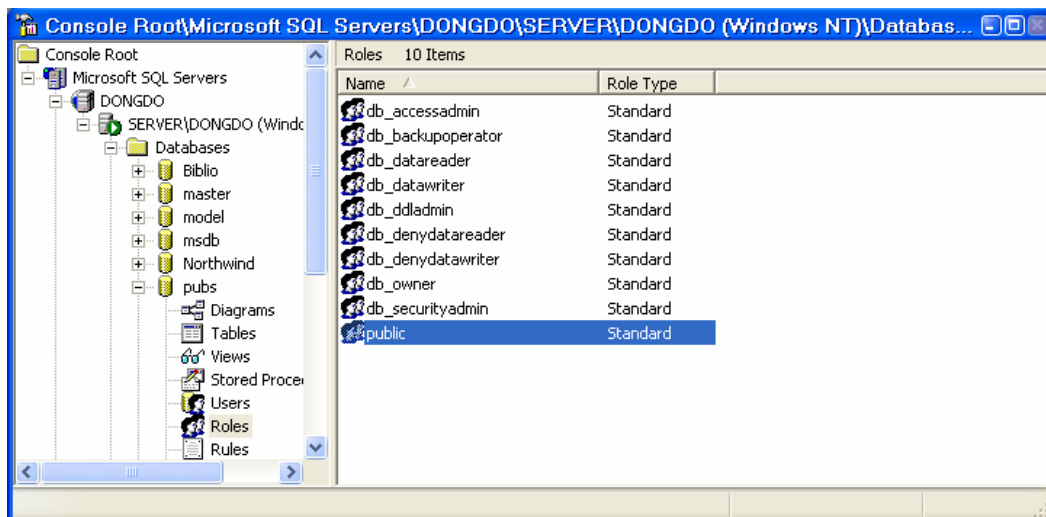 Console Root\Microsoft SQL Servers\DONGDO\SERVER\DONGDO (Windows NT)\Databas...
Console Root
Microsoft SQL Servers
DONGDO
SERVER\DONGDO (Windc
Databases
Biblio
master
model
msdb
Northwind
pubs
Diagrams
Tables
Views
Stored Proce
Users
Roles
Rules
Roles 10 Items
Name Role Type
db_accessadmin Standard
db_backupoperator Standard
db_datareader Standard
db_datawriter Standard
db_ddladmin Standard
db_denydatareader Standard
db_denydatawriter Standard
db_owner Standard
db_securityadmin Standard
public Standard